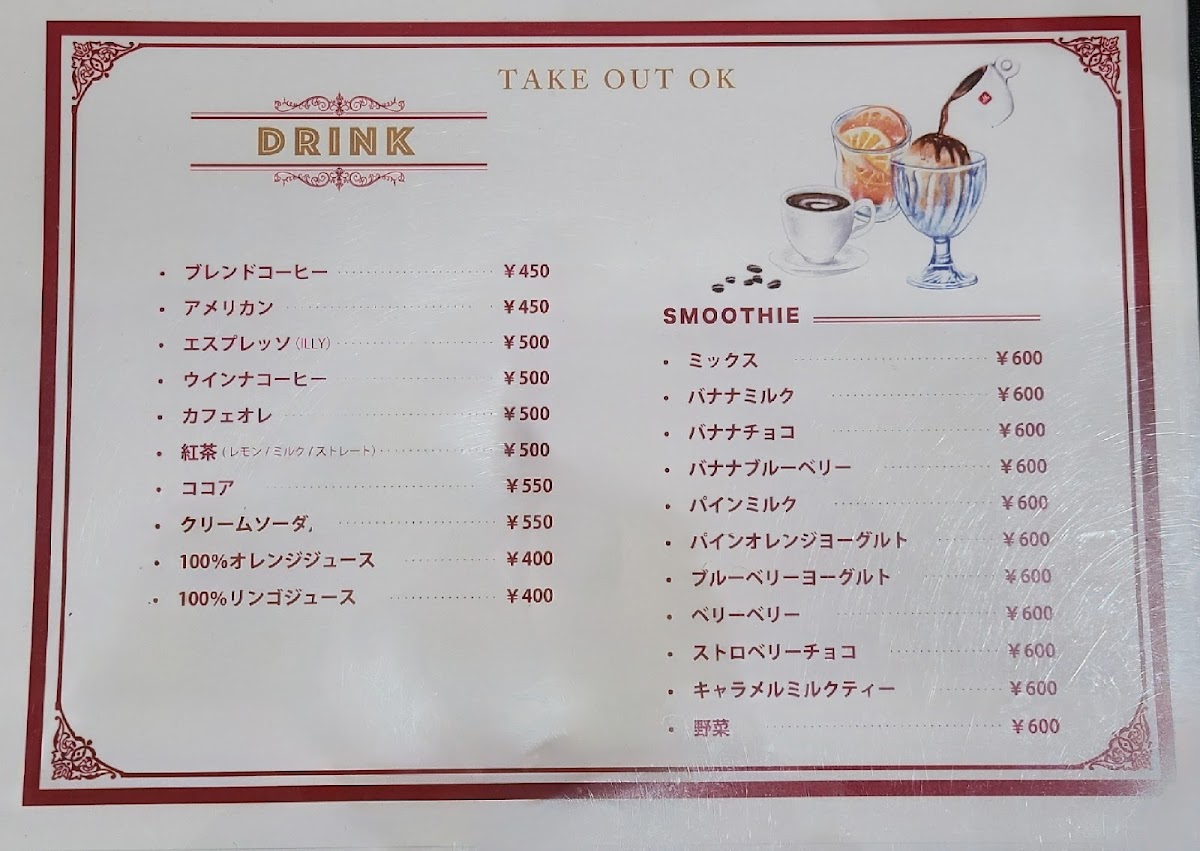 TAKE OUT OK
DRINK
・ブレンドコーヒー ¥450
・アメリカン ¥450
・エスプレッソ(ILLY) ¥500
・ウインナコーヒー ¥500
・カフェオレ ¥500
・紅茶(レモン/ミルク/ストレート) ¥500
・ココア ¥550
・クリームソーダ ¥550
・100%オレンジジュース ¥400
・100%リンゴジュース ¥400
SMOOTHIE
・ミックス ¥600
・バナナミルク ¥600
・バナナチョコ ¥600
・バナナブルーベリー ¥600
・パインミルク ¥600
・パインオレンジヨーグルト ¥600
・ブルーベリーヨーグルト ¥600
・ベリーベリー ¥600
・ストロベリーチョコ ¥600
・キャラメルミルクティー ¥600
・野菜 ¥600